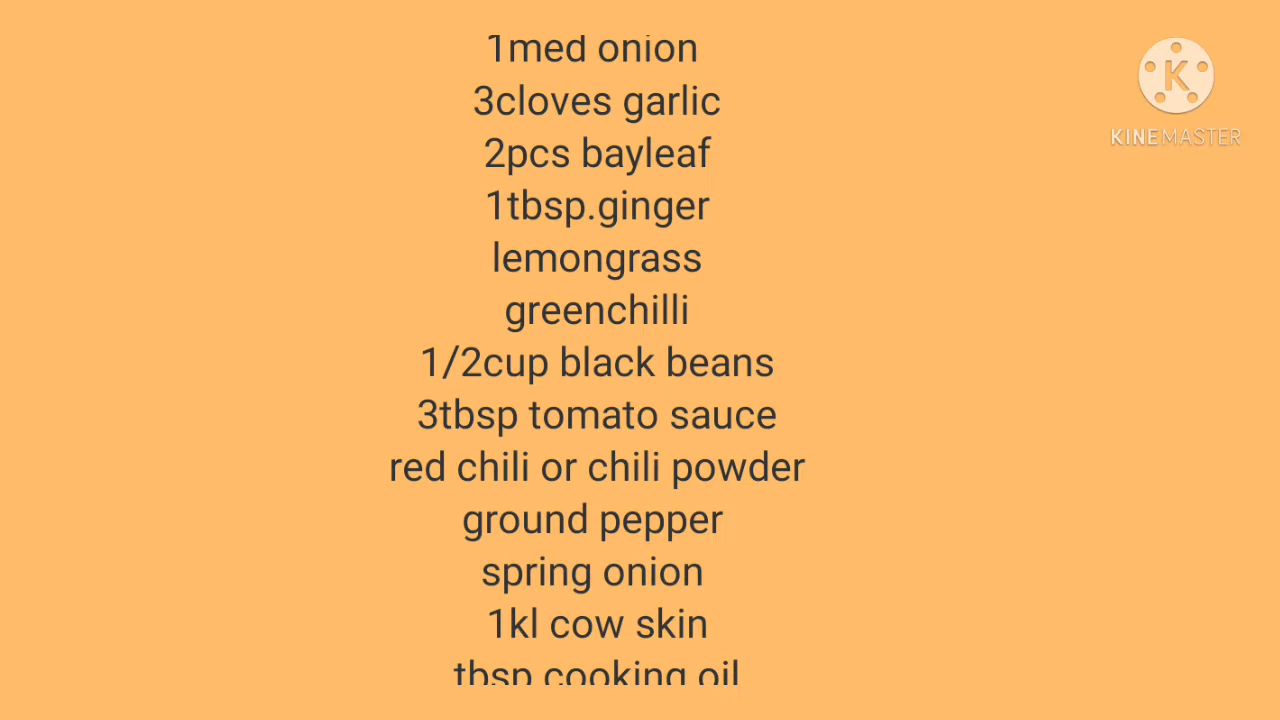 1med onion
3cloves garlic
2pcs bayleaf
1tbsp.ginger
lemongrass
greenchilli
1/2cup black beans
3tbsp tomato sauce
red chili or chili powder
ground pepper
spring onion
1kl cow skin
tbsp cooking oil
K
KINEMASTER